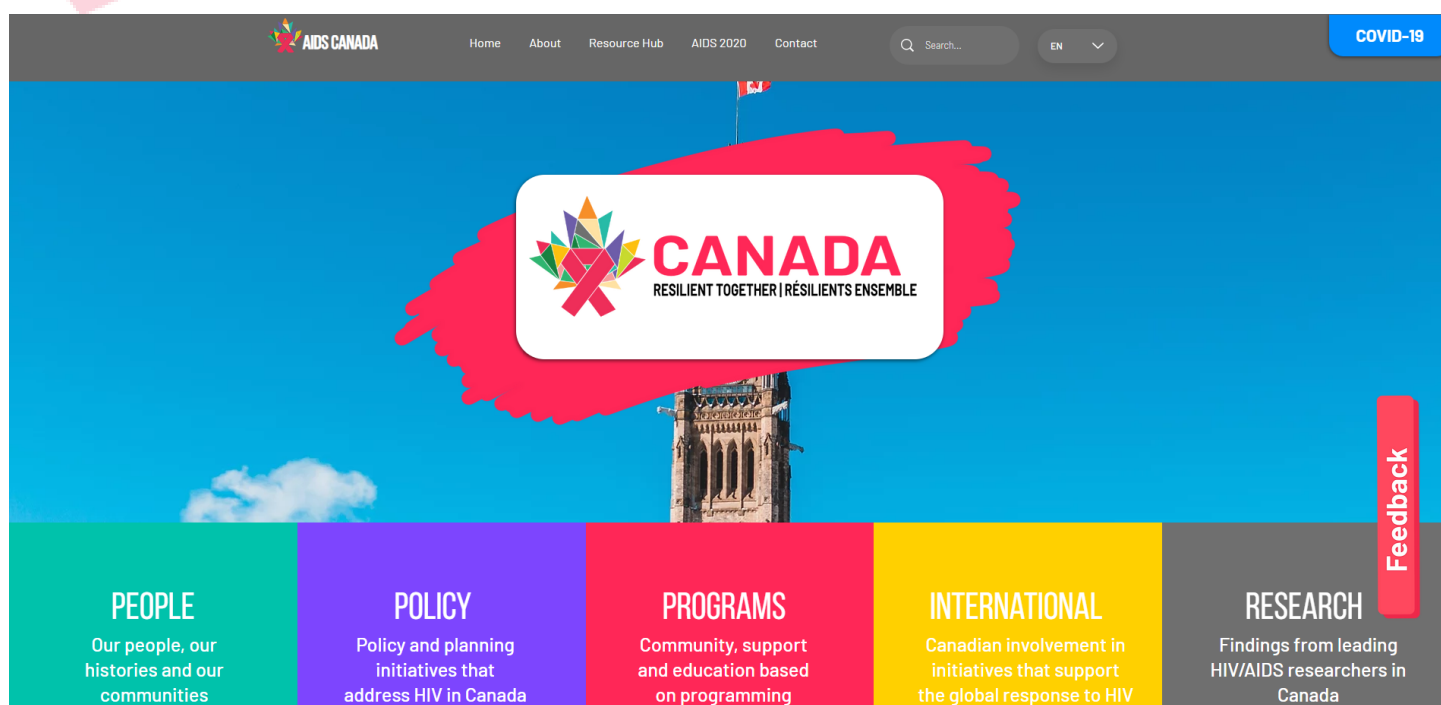 AIDS CANADA
Home About Resource Hub AIDS 2020 Contact
Search...
EN
COVID-19
CANADA
RESILIENT TOGETHER | RÉSILIENTS ENSEMBLE
Feedback
PEOPLE
Our people, our
histories and our
communities
POLICY
Policy and planning
initiatives that
address HIV in Canada
PROGRAMS
Community, support
and education based
on programming
INTERNATIONAL
Canadian involvement in
initiatives that support
the global response to HIV
RESEARCH
Findings from leading
HIV/AIDS researchers in
Canada